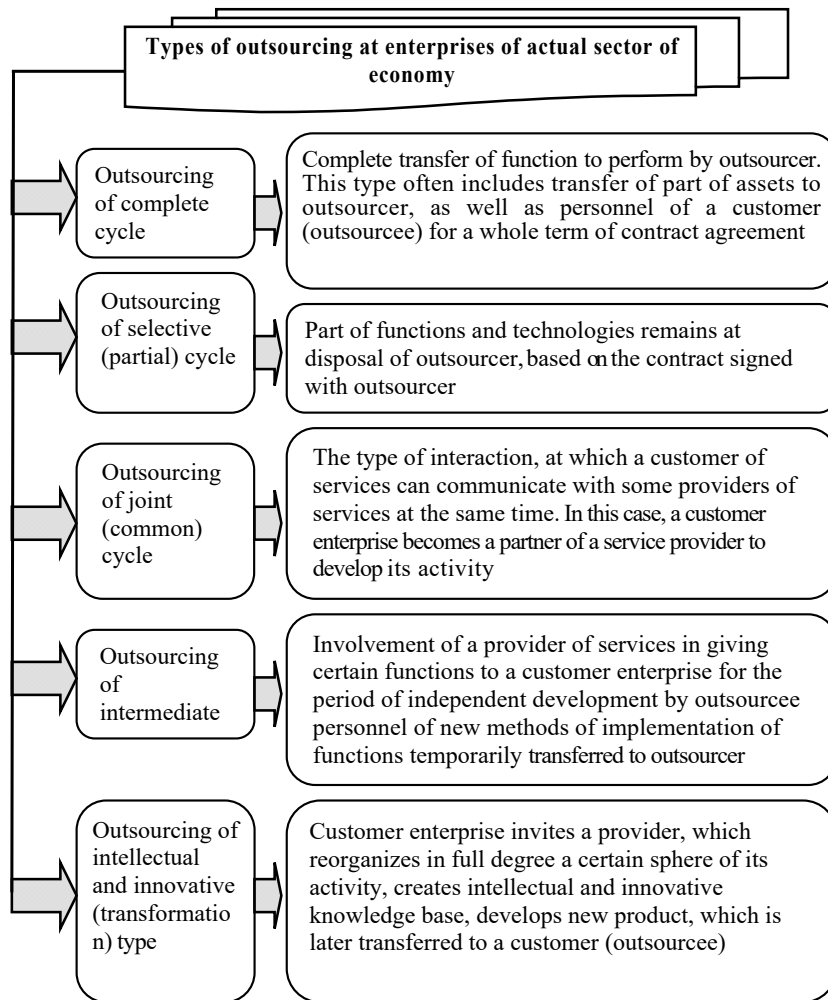 Types of outsourcing at enterprises of actual sector of
economy
Outsourcing
of complete
cycle
Complete transfer of function to perform by outsourcer.
This type often includes transfer of part of assets to
outsourcer, as well as personnel of a customer
(outsourcee) for a whole term of contract agreement
Outsourcing
of selective
(partial) cycle
Part of functions and technologies remains at
disposal of outsourcer, based on the contract signed
with outsourcer
Outsourcing
of joint
(common)
cycle
The type of interaction, at which a customer of
services can communicate with some providers of
services at the same time. In this case, a customer
enterprise becomes a partner of a service provider to
develop its activity
Outsourcing
of
intermediate
Involvement of a provider of services in giving
certain functions to a customer enterprise for the
period of independent development by outsourcee
personnel of new methods of implementation of
functions temporarily transferred to outsourcer
Outsourcing of
intellectual
and innovative
(transformatio
n) type
Customer enterprise invites a provider, which
reorganizes in full degree a certain sphere of its
activity, creates intellectual and innovative
knowledge base, develops new product, which is
later transferred to a customer (outsourcee)